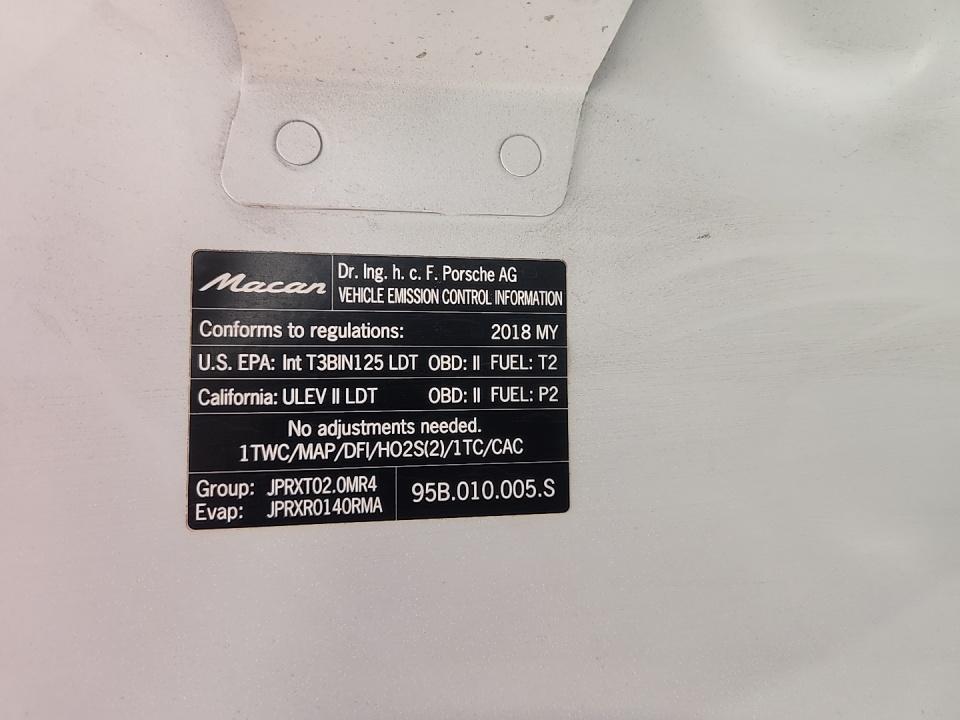 Macan
Dr. Ing. h. c. F. Porsche AG
VEHICLE EMISSION CONTROL INFORMATION
Conforms to regulations: 2018 MY
U.S. EPA: Int T3BIN125 LDT OBD: II FUEL: T2
California: ULEV II LDT OBD: II FUEL: P2
No adjustments needed.
1TWC/MAP/DFI/HO2S(2)/1TC/CAC
Group: JPRXT02.0MR4
Evap: JPRXR0140RMA
95B.010.005.S